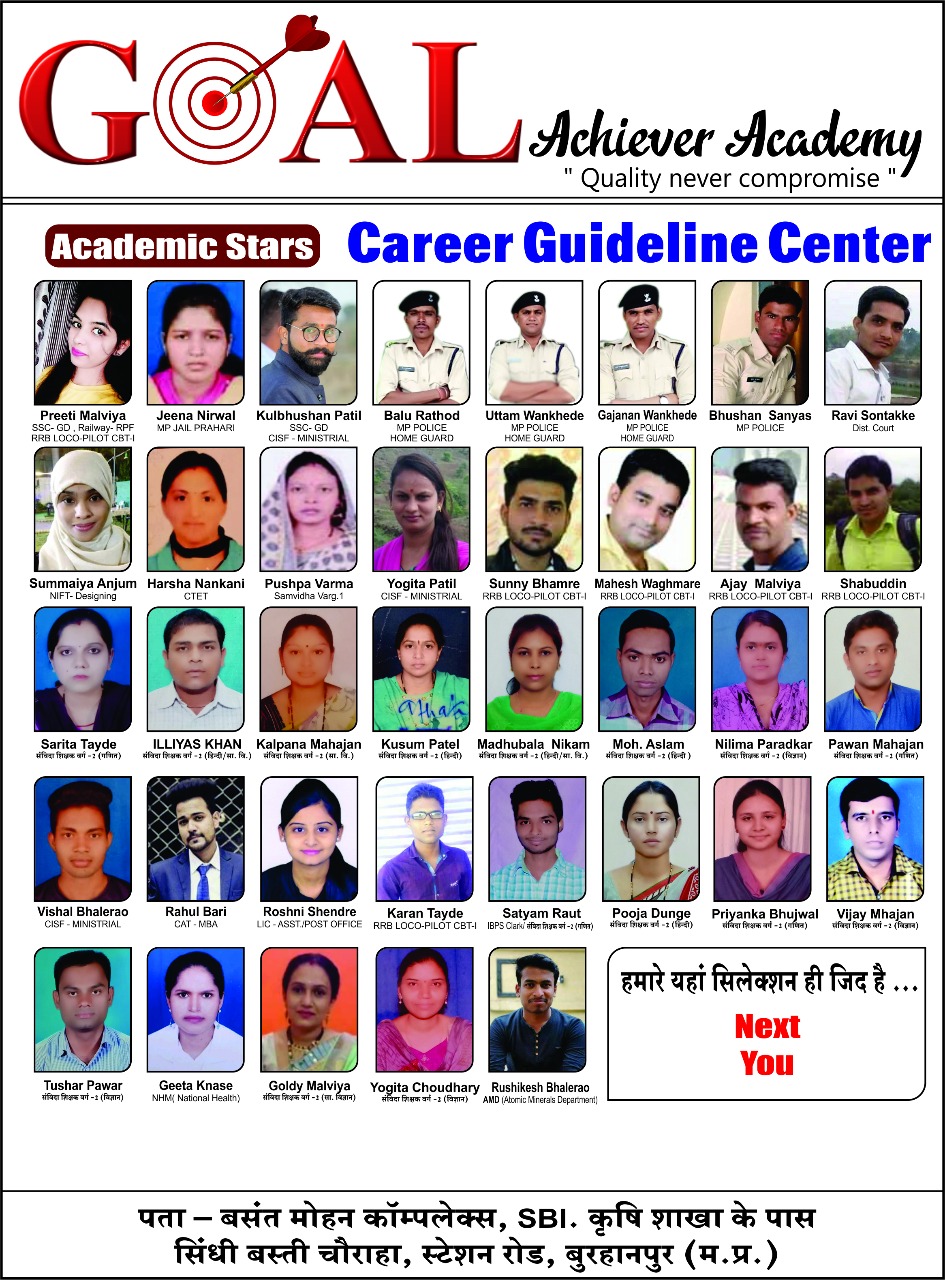 GOAL
Achiever Academy
" Quality never compromise "
Academic Stars
Career Guideline Center
Preeti Malviya
SSC- GD , Railway- RPF
RRB LOCO-PILOT CBT-I
Jeena Nirwal
MP JAIL PRAHARI
Kulbhushan Patil
SSC- GD
CISF - MINISTRIAL
Balu Rathod
MP POLICE
HOME GUARD
Uttam Wankhede
MP POLICE
HOME GUARD
Gajanan Wankhede
MP POLICE
HOME GUARD
Bhushan Sanyas
MP POLICE
Ravi Sontakke
Dist. Court
Summaiya Anjum
NIFT- Designing
Harsha Nankani
CTET
Pushpa Varma
Samvidha Varg.1
Yogita Patil
CISF - MINISTRIAL
Sunny Bhamre
RRB LOCO-PILOT CBT-I
Mahesh Waghmare
RRB LOCO-PILOT CBT-I
Ajay Malviya
RRB LOCO-PILOT CBT-I
Shabuddin
RRB LOCO-PILOT CBT-I
Sarita Tayde
संविदा शिक्षक वर्ग -2 (गणित)
ILLIYAS KHAN
संविदा शिक्षक वर्ग -2 (हिन्दी/सा. वि.)
Kalpana Mahajan
संविदा शिक्षक वर्ग -2 (सा. वि.)
Kusum Patel
संविदा शिक्षक वर्ग -2 (हिन्दी)
Madhubala Nikam
संविदा शिक्षक वर्ग -2 (हिन्दी/सा. वि.)
Moh. Aslam
संविदा शिक्षक वर्ग -2 (हिन्दी )
Nilima Paradkar
संविदा शिक्षक वर्ग -2 (विज्ञान)
Pawan Mahajan
संविदा शिक्षक वर्ग -2 (गणित)
Vishal Bhalerao
CISF - MINISTRIAL
Rahul Bari
CAT - MBA
Roshni Shendre
LIC - ASST./POST OFFICE
Karan Tayde
RRB LOCO-PILOT CBT-I
Satyam Raut
IBPS Clark/ संविदा शिक्षक वर्ग -2 (गणित)
Pooja Dunge
संविदा शिक्षक वर्ग -2 (हिन्दी)
Priyanka Bhujwal
संविदा शिक्षक वर्ग -2 (गणित)
Vijay Mhajan
संविदा शिक्षक वर्ग -2 (विज्ञान)
Tushar Pawar
संविदा शिक्षक वर्ग -2 (विज्ञान)
Geeta Knase
NHM( National Health)
Goldy Malviya
संविदा शिक्षक वर्ग -2 (सा. विज्ञान)
Yogita Choudhary
संविदा शिक्षक वर्ग -2 (विज्ञान)
Rushikesh Bhalerao
AMD (Atomic Minerals Department)
हमारे यहां सिलेक्शन ही जिद है ...
Next
You
पता – बसंत मोहन कॉम्पलेक्स, SBI. कृषि शाखा के पास
सिंधी बस्ती चौराहा, स्टेशन रोड, बुरहानपुर (म.प्र.)